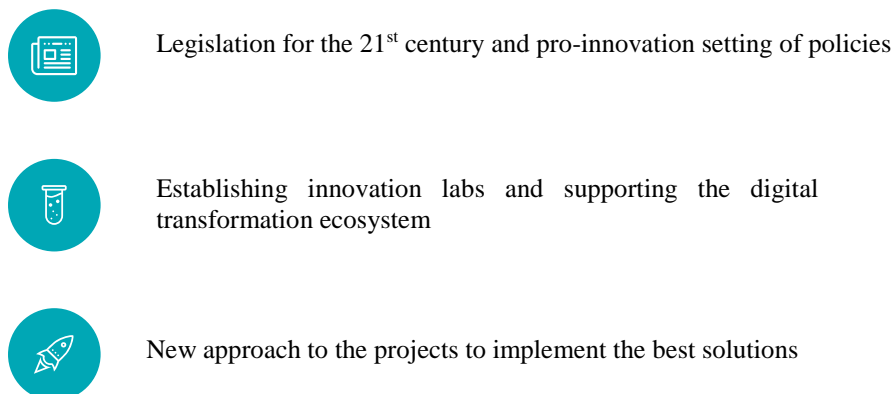 Legislation for the 21st century and pro-innovation setting of policies
Establishing innovation labs and supporting the digital
transformation ecosystem
New approach to the projects to implement the best solutions